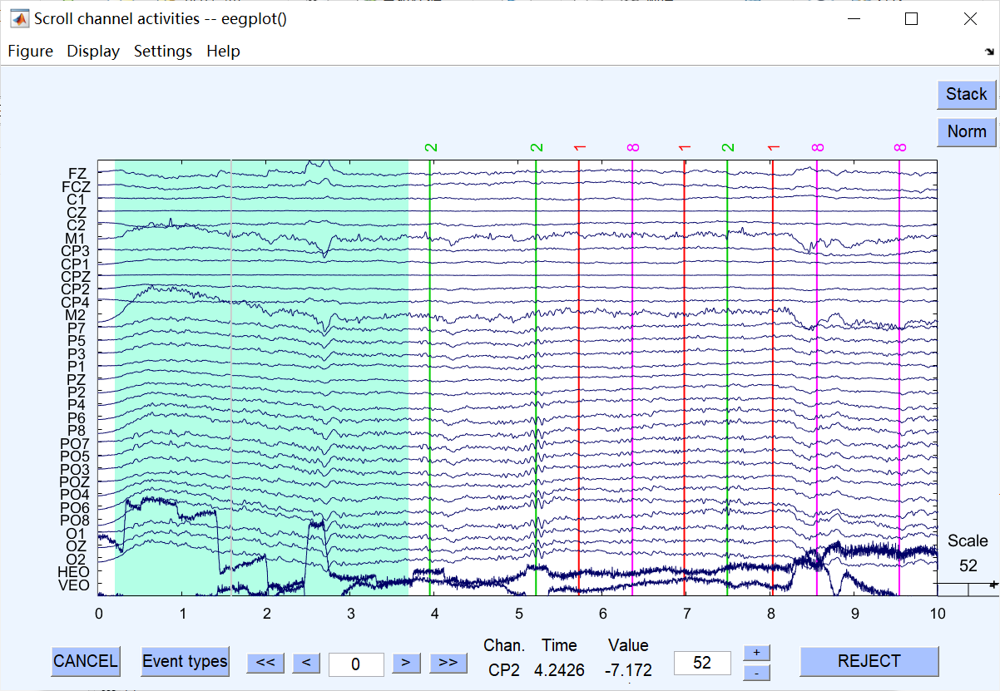 Scroll channel activities -- eegplot()
Figure Display Settings Help
Stack
Norm
2 2 1 8 1 2 1 8 8
FZ
FCZ
C1
CZ
C2
M1
CP3
CP1
CPZ
CP2
CP4
M2
P7
P5
P3
P1
PZ
P2
P4
P6
P8
PO7
PO5
PO3
POZ
PO4
PO6
PO8
O1
OZ
O2
HEO
VEO
Scale
52
0 1 2 3 4 5 6 7 8 9 10
Chan. Time Value
CANCEL Event types << < 0 > >> CP2 4.2426 -7.172 52 + - REJECT